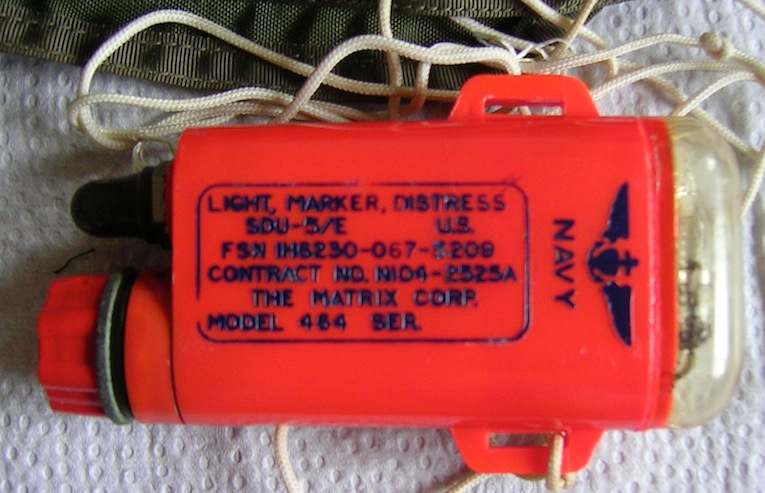 LIGHT, MARKER, DISTRESS
SDU-5/E U.S.
FSN 1H6230-067-5209
CONTRACT NO. N104-2525A
THE MATRIX CORP.
MODEL 464 SER.
NAVY